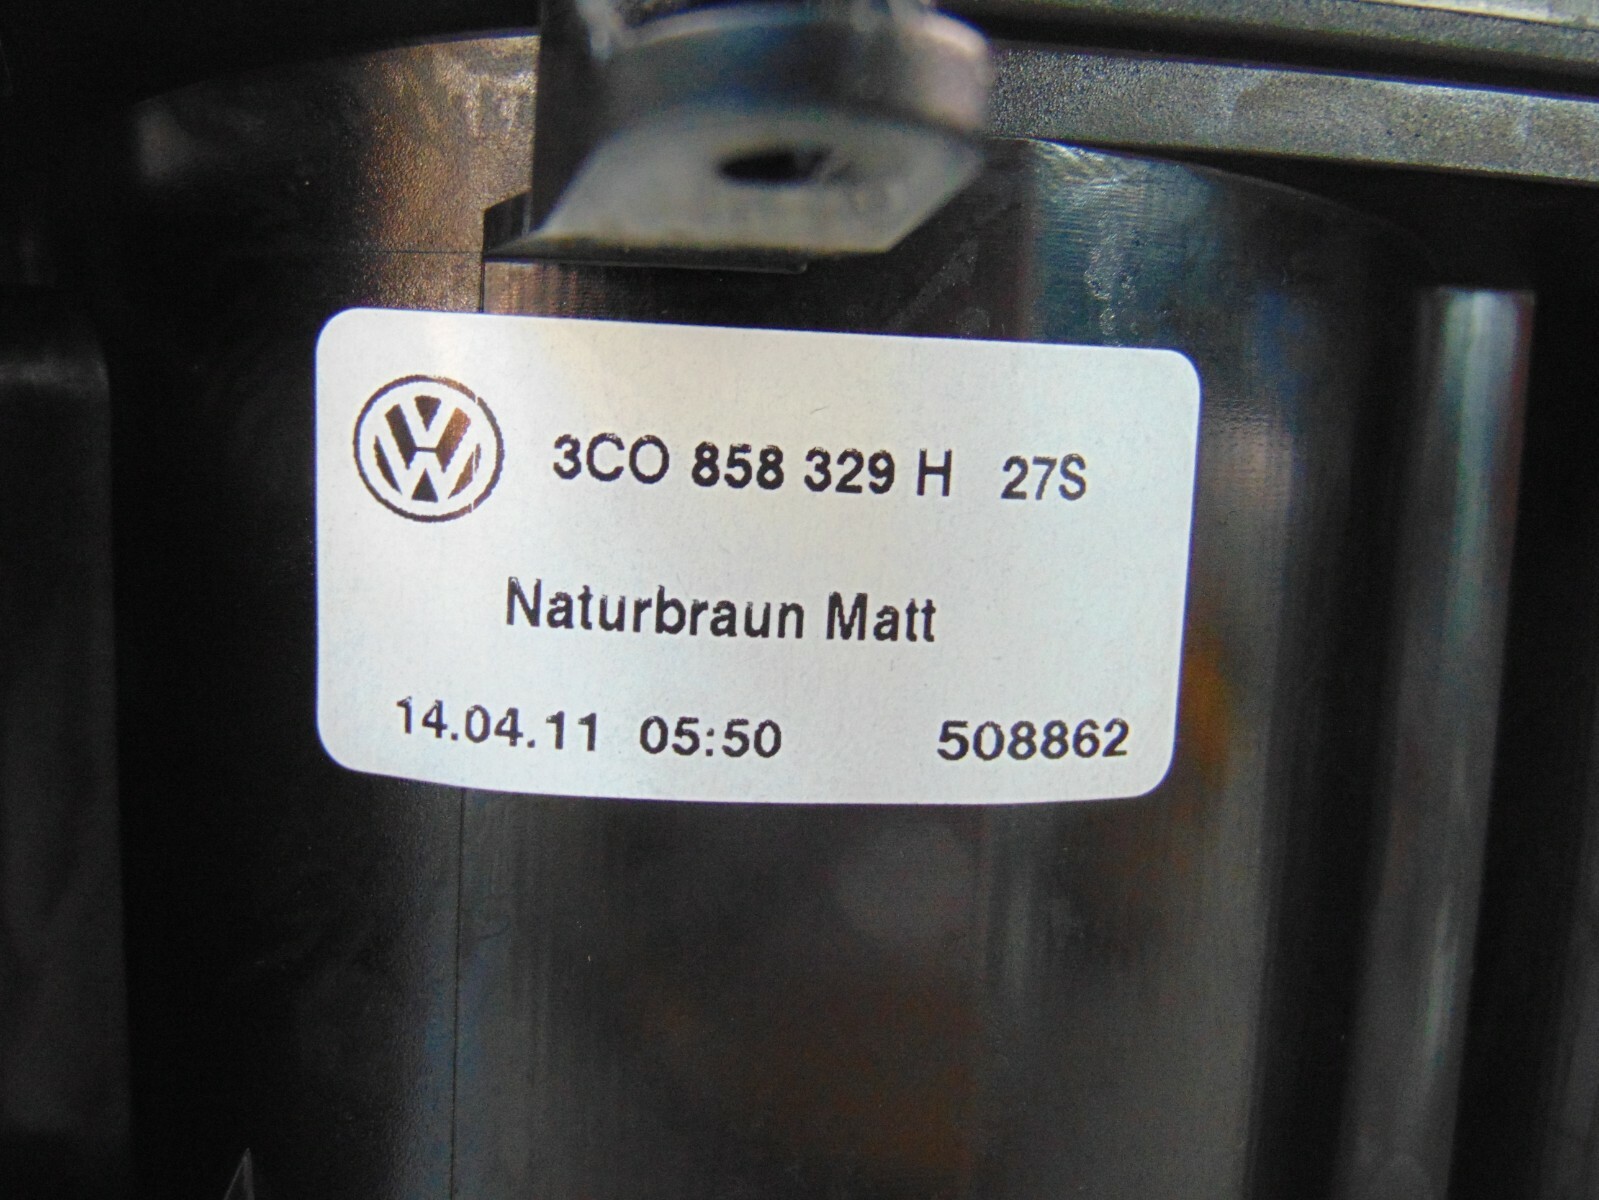 3C0 858 329 H 27S
Naturbraun Matt
14.04.11 05:50 508862